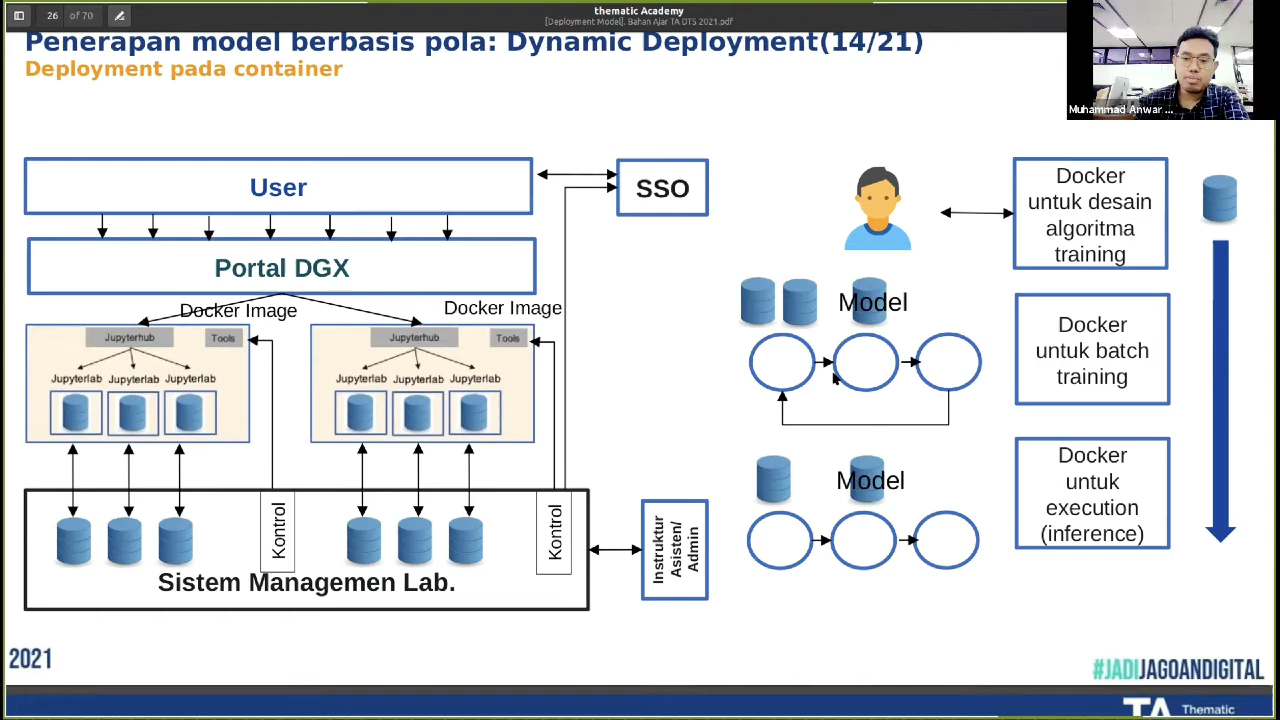 26 of 70
thematic Academy
[Deployment Model]. Bahan Ajar TA DTS 2021.pdf
Muhammad Anwar ...
Penerapan model berbasis pola: Dynamic Deployment(14/21)
Deployment pada container
User
SSO
Portal DGX
Docker Image
Docker Image
Jupyterhub
Tools
Jupyterlab
Jupyterlab
Jupyterlab
Jupyterhub
Tools
Jupyterlab
Jupyterlab
Jupyterlab
Kontrol
Kontrol
Sistem Managemen Lab.
Instruktur
Asisten/
Admin
Docker
untuk desain
algoritma
training
Model
Docker
untuk batch
training
Model
Docker
untuk
execution
(inference)
2021
#JADIJAGOANDIGITAL
TA
Thematic